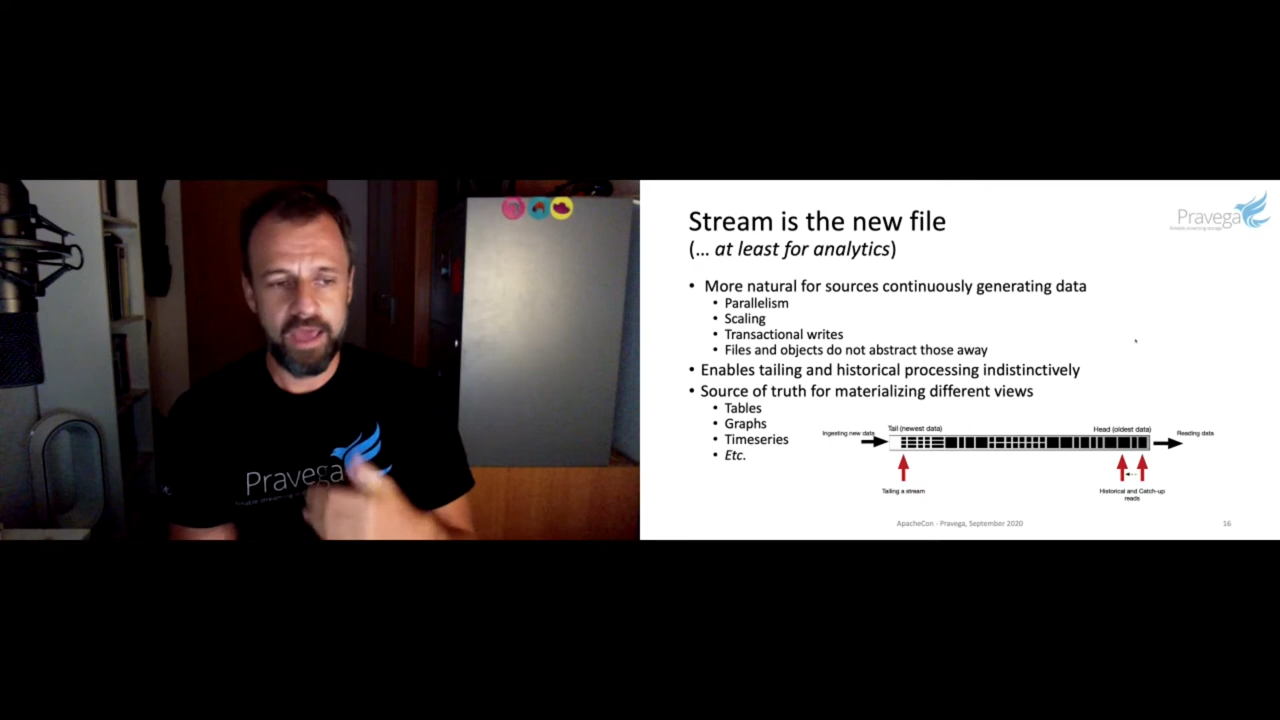 Pravega
Stream is the new file
(… at least for analytics)
Pravega
• More natural for sources continuously generating data
• Parallelism
• Scaling
• Transactional writes
• Files and objects do not abstract those away
• Enables tailing and historical processing indistinctively
• Source of truth for materializing different views
• Tables
• Graphs
• Timeseries
• Etc.
Ingesting new data
Tail (newest data)
Head (oldest data)
Reading data
Tailing a stream
Historical and Catch-up
reads
ApacheCon - Pravega, September 2020
16